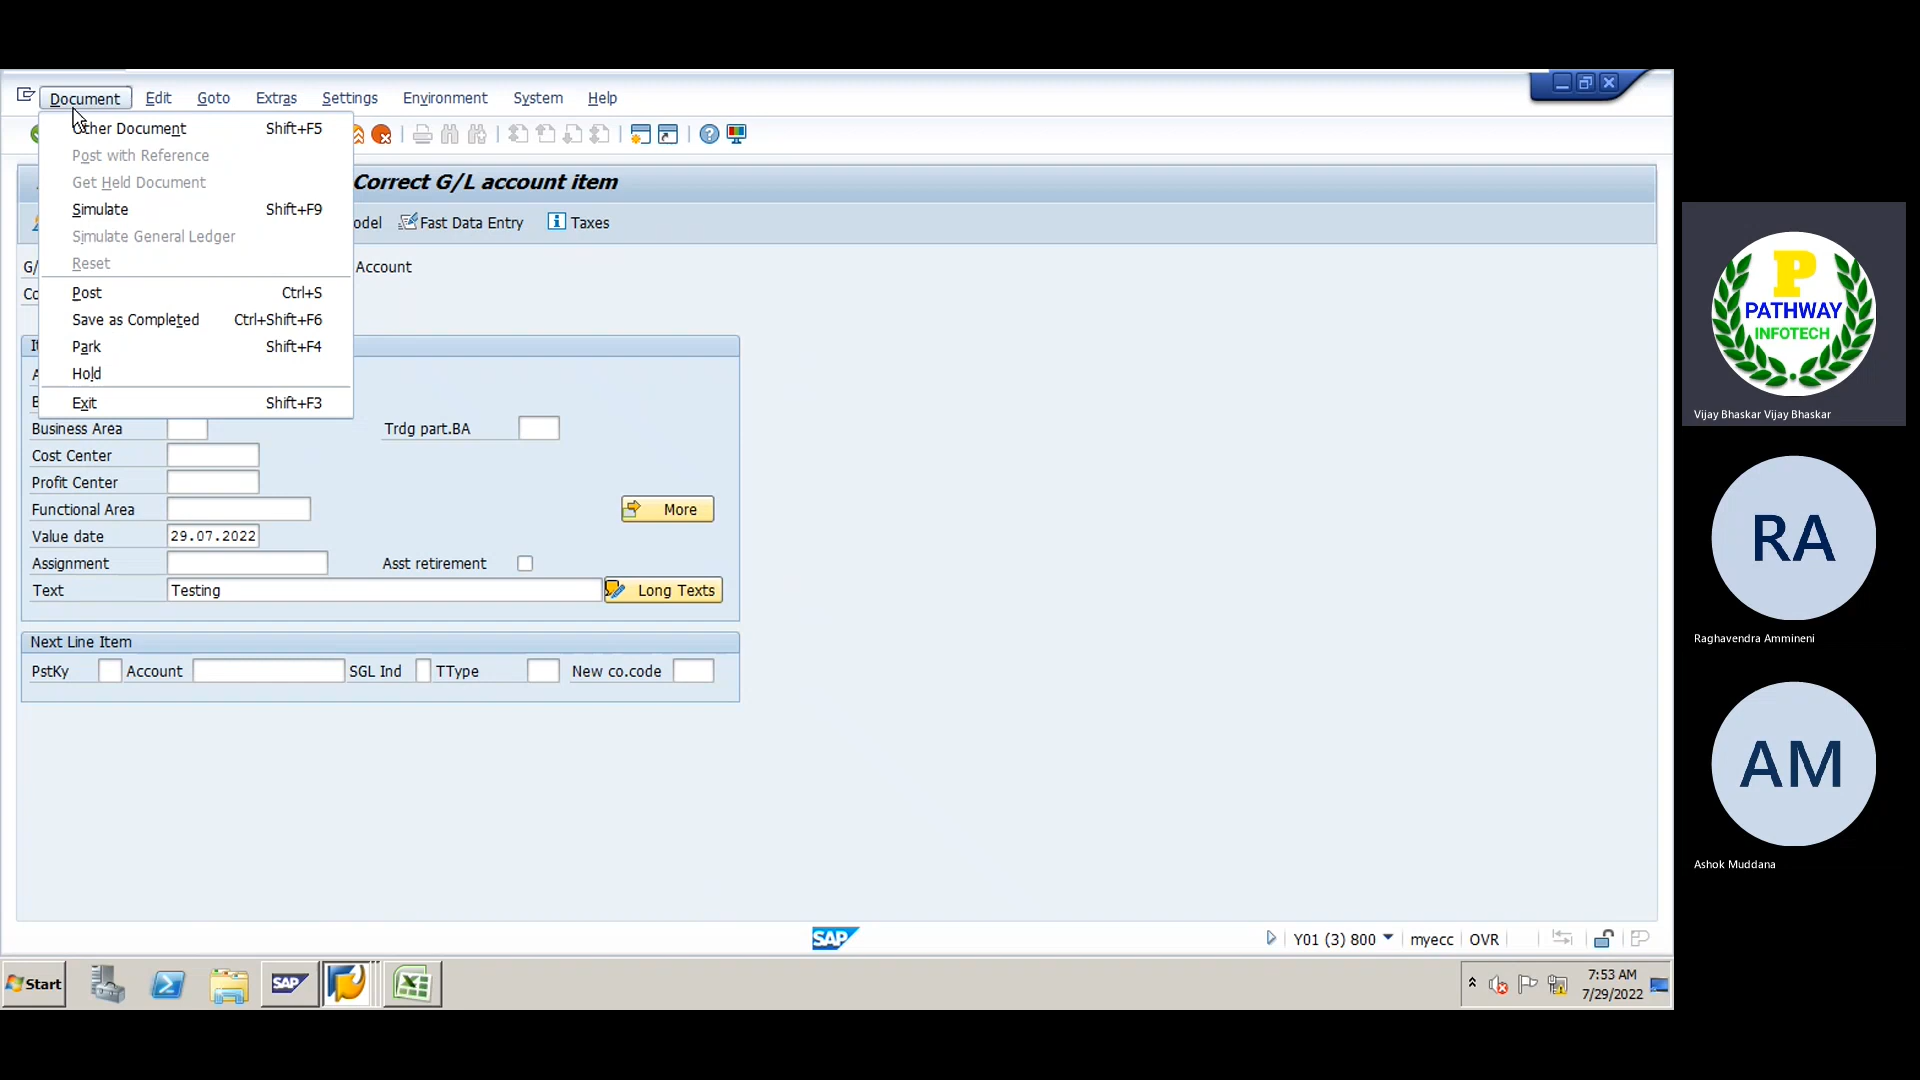 Document Edit Goto Extras Settings Environment System Help
Other Document Shift+F5
Post with Reference
Get Held Document
Simulate Shift+F9
Simulate General Ledger
Reset
Post Ctrl+S
Save as Completed Ctrl+Shift+F6
Park Shift+F4
Hold
Exit Shift+F3
Correct G/L account item
odel Fast Data Entry Taxes
G/ Account
Co
Business Area Trdg part.BA
Cost Center
Profit Center
Functional Area More
Value date 29.07.2022
Assignment Asst retirement
Text Testing Long Texts
Next Line Item
PstKy Account SGL Ind TType New co.code
SAP Y01 (3) 800 myecc OVR
Start SAP 7:53 AM
7/29/2022
P
PATHWAY
INFOTECH
Vijay Bhaskar Vijay Bhaskar
RA
Raghavendra Ammineni
AM
Ashok Muddana